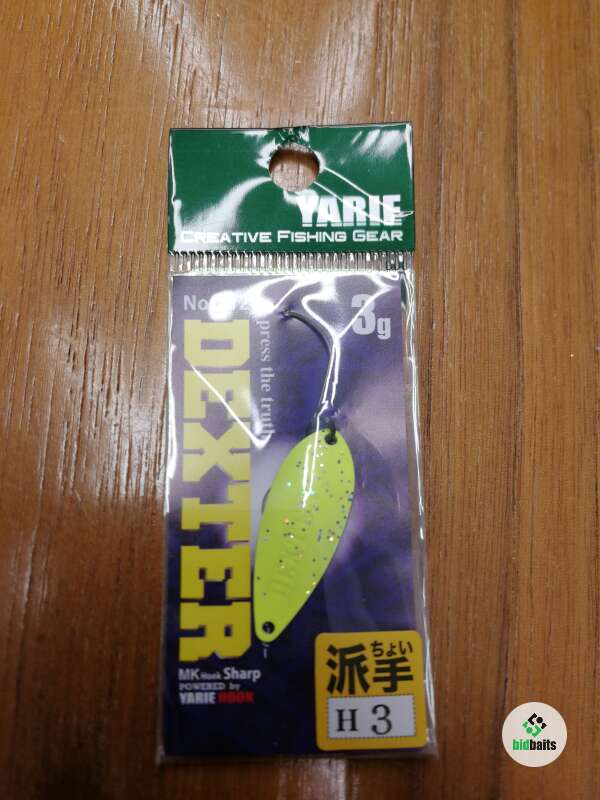 YARIE
CREATIVE FISHING GEAR
3g
DEXTER
press the truth
MK Hook Sharp
POWERED by
YARIE HOOK
ちょい
派手
H 3
bidbaits